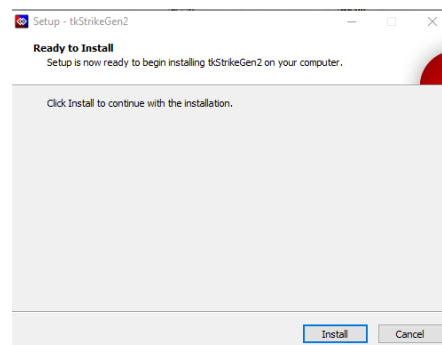 Setup - tkStrikeGen2
Ready to Install
Setup is now ready to begin installing tkStrikeGen2 on your computer.
Click Install to continue with the installation.
Install
Cancel